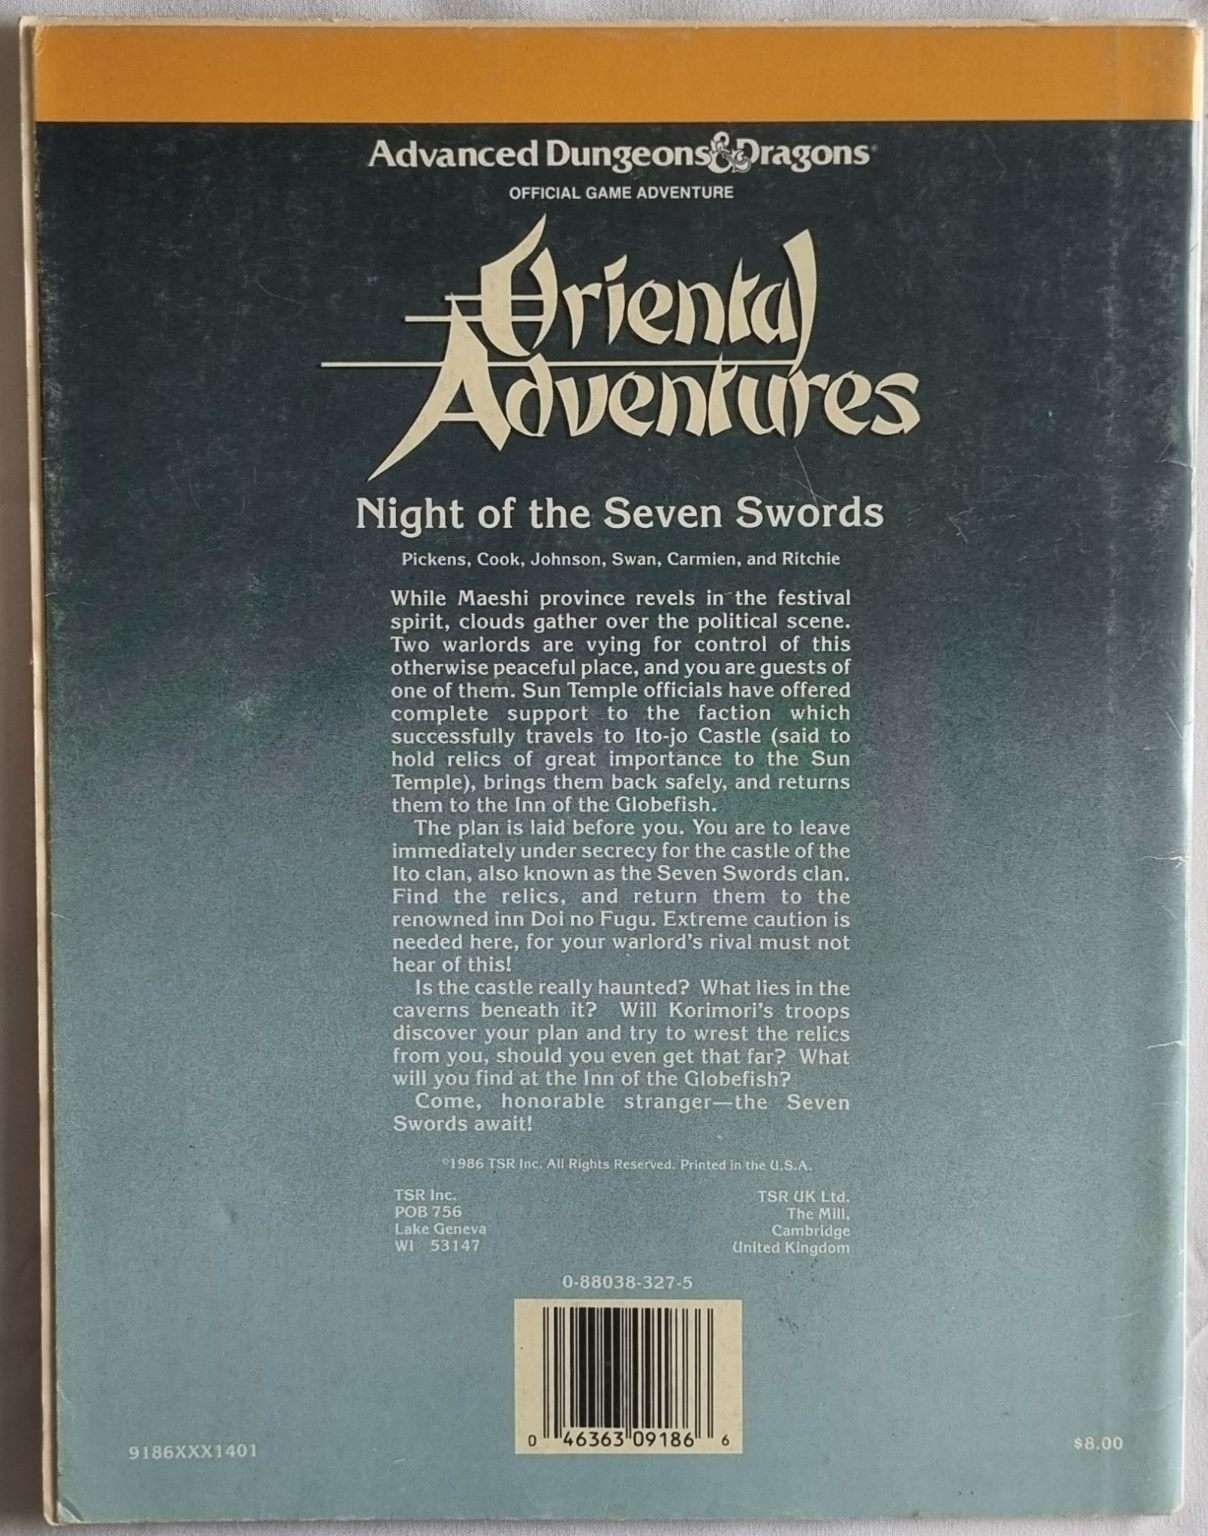 Advanced Dungeons & Dragons®
OFFICIAL GAME ADVENTURE
Oriental
Adventures
Night of the Seven Swords
Pickens, Cook, Johnson, Swan, Carmien, and Ritchie
While Maeshi province revels in the festival
spirit, clouds gather over the political scene.
Two warlords are vying for control of this
otherwise peaceful place, and you are guests of
one of them. Sun Temple officials have offered
complete support to the faction which
successfully travels to Ito-jo Castle (said to
hold relics of great importance to the Sun
Temple), brings them back safely, and returns
them to the Inn of the Globefish.
The plan is laid before you. You are to leave
immediately under secrecy for the castle of the
Ito clan, also known as the Seven Swords clan.
Find the relics, and return them to the
renowned inn Doi no Fugu. Extreme caution is
needed here, for your warlord's rival must not
hear of this!
Is the castle really haunted? What lies in the
caverns beneath it? Will Korimori's troops
discover your plan and try to wrest the relics
from you, should you even get that far? What
will you find at the Inn of the Globefish?
Come, honorable stranger—the Seven
Swords await!
©1986 TSR Inc. All Rights Reserved. Printed in the U.S.A.
TSR Inc.
POB 756
Lake Geneva
WI 53147
TSR UK Ltd.
The Mill,
Cambridge
United Kingdom
0-88038-327-5
0 46363 09186 6
9186XXX1401
$8.00